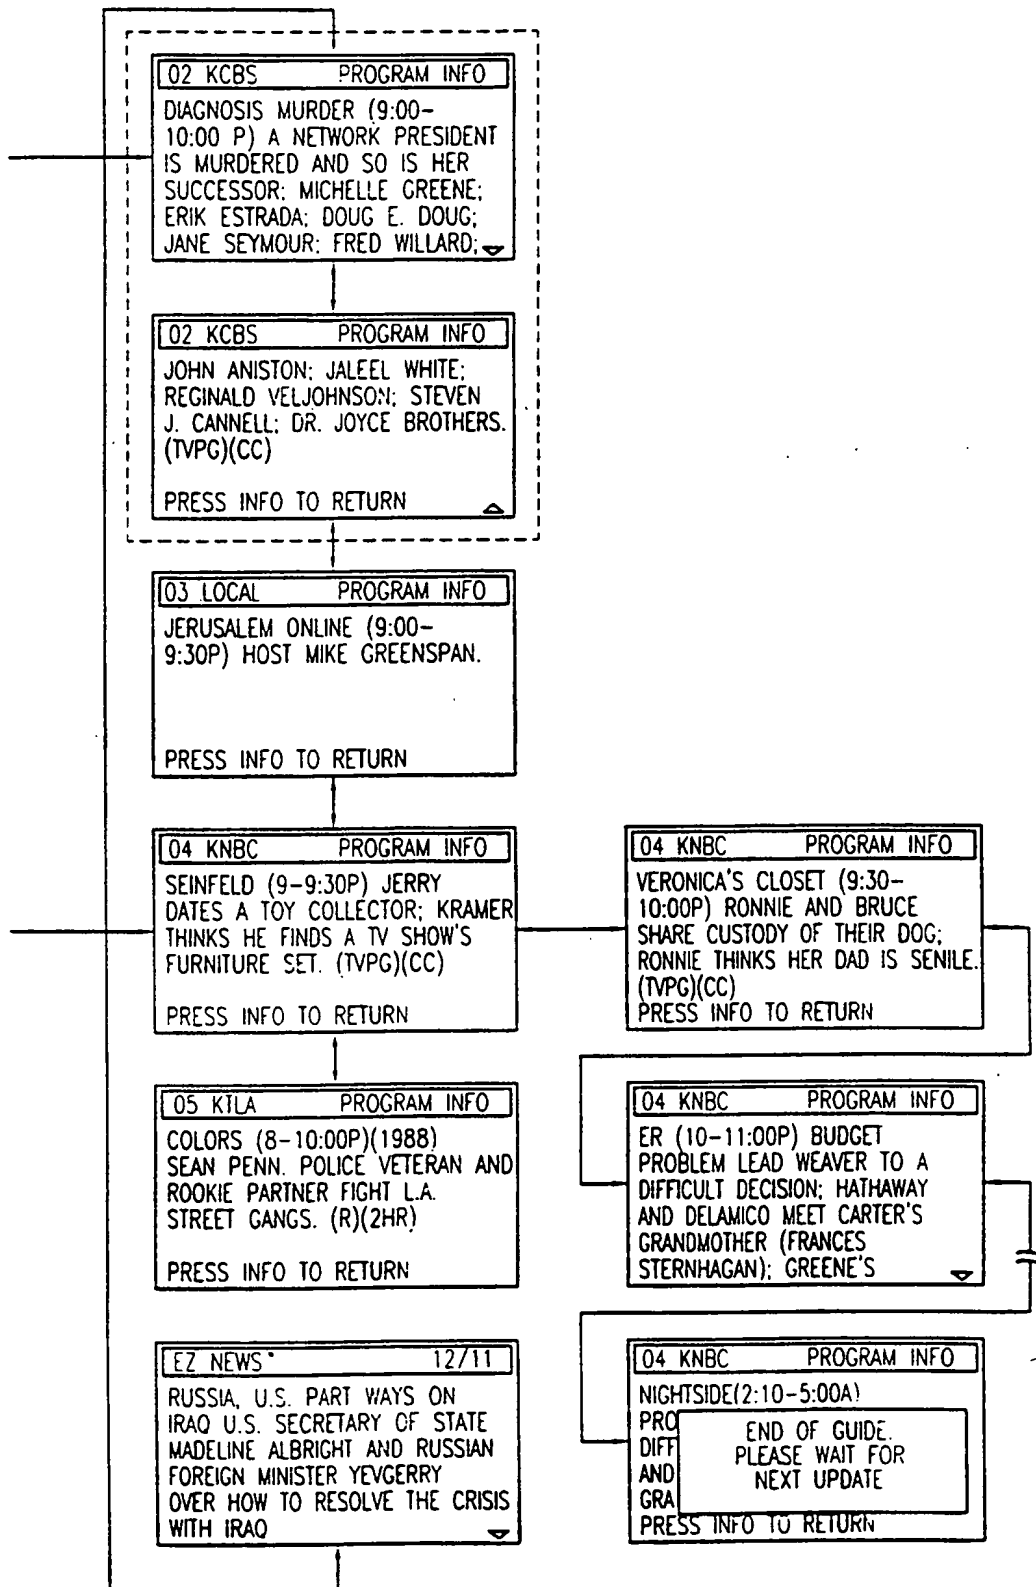 02 KCBS PROGRAM INFO
DIAGNOSIS MURDER (9:00-
10:00 P) A NETWORK PRESIDENT
IS MURDERED AND SO IS HER
SUCCESSOR; MICHELLE GREENE;
ERIK ESTRADA; DOUG E. DOUG;
JANE SEYMOUR; FRED WILLARD;
02 KCBS PROGRAM INFO
JOHN ANISTON; JALEEL WHITE;
REGINALD VELJOHNSON; STEVEN
J. CANNELL; DR. JOYCE BROTHERS.
(TVPG)(CC)
PRESS INFO TO RETURN
03 LOCAL PROGRAM INFO
JERUSALEM ONLINE (9:00-
9:30P) HOST MIKE GREENSPAN.
PRESS INFO TO RETURN
04 KNBC PROGRAM INFO
SEINFELD (9-9:30P) JERRY
DATES A TOY COLLECTOR; KRAMER
THINKS HE FINDS A TV SHOW'S
FURNITURE SET. (TVPG)(CC)
PRESS INFO TO RETURN
04 KNBC PROGRAM INFO
VERONICA'S CLOSET (9:30-
10:00P) RONNIE AND BRUCE
SHARE CUSTODY OF THEIR DOG;
RONNIE THINKS HER DAD IS SENILE.
(TVPG)(CC)
PRESS INFO TO RETURN
05 KTLA PROGRAM INFO
COLORS (8-10:00P)(1988)
SEAN PENN. POLICE VETERAN AND
ROOKIE PARTNER FIGHT L.A.
STREET GANGS. (R)(2HR)
PRESS INFO TO RETURN
04 KNBC PROGRAM INFO
ER (10-11:00P) BUDGET
PROBLEM LEAD WEAVER TO A
DIFFICULT DECISION; HATHAWAY
AND DELAMICO MEET CARTER'S
GRANDMOTHER (FRANCES
STERNHAGAN); GREENE'S
EZ NEWS 12/11
RUSSIA, U.S. PART WAYS ON
IRAQ U.S. SECRETARY OF STATE
MADELINE ALBRIGHT AND RUSSIAN
FOREIGN MINISTER YEVGERRY
OVER HOW TO RESOLVE THE CRISIS
WITH IRAQ
04 KNBC PROGRAM INFO
NIGHTSIDE(2:10-5:00A)
PRO
DIFF
AND
GRA
END OF GUIDE.
PLEASE WAIT FOR
NEXT UPDATE
PRESS INFO TO RETURN